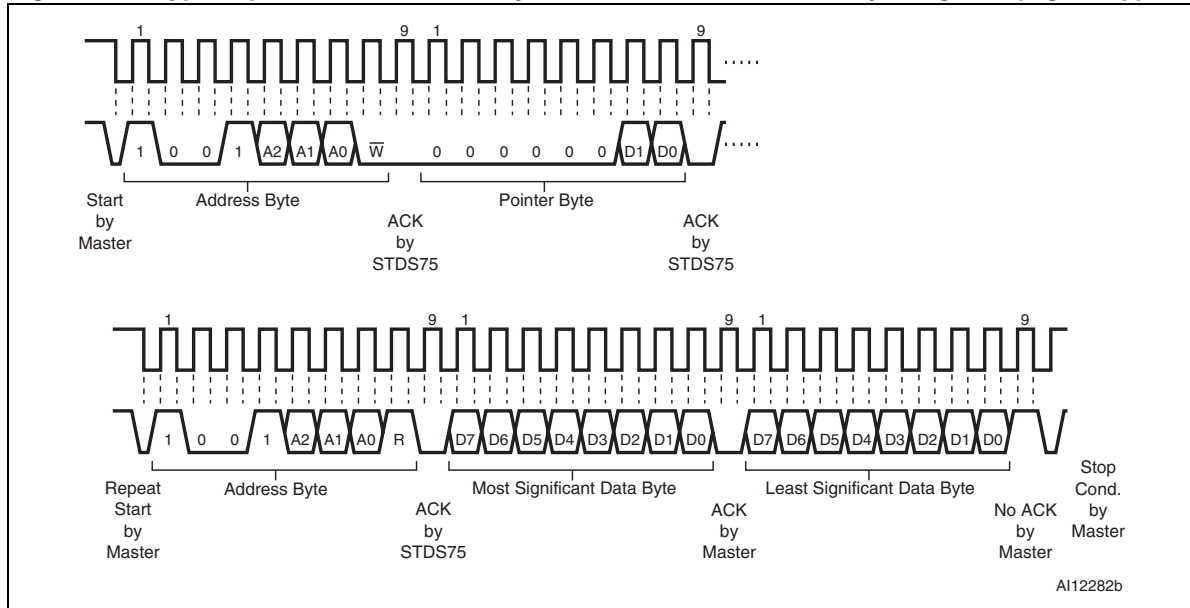 1 9 1 9
1 0 0 1 A2 A1 A0 W 0 0 0 0 0 0 D1 D0
Start
by
Master
Address Byte
ACK
by
STDS75
Pointer Byte
ACK
by
STDS75
1 9 1 9 1 9
1 0 0 1 A2 A1 A0 R D7 D6 D5 D4 D3 D2 D1 D0 D7 D6 D5 D4 D3 D2 D1 D0
Repeat
Start
by
Master
Address Byte
ACK
by
STDS75
Most Significant Data Byte
ACK
by
Master
Least Significant Data Byte
No ACK
by
Master
Stop
Cond.
by
Master
AI12282b